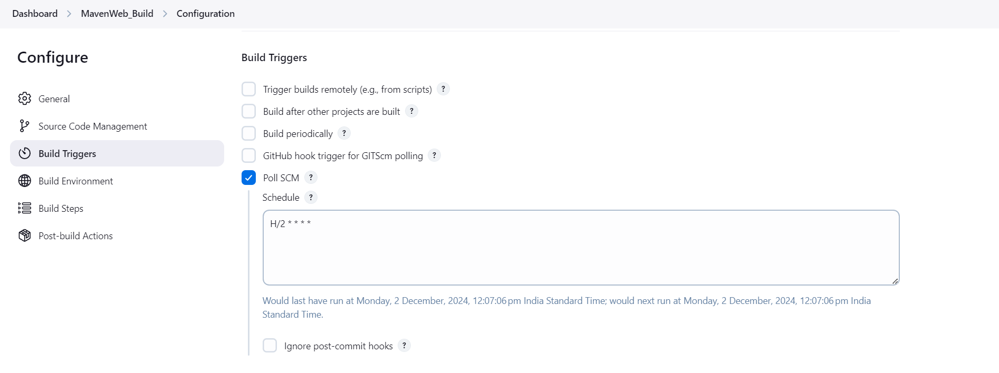 Dashboard > MavenWeb_Build > Configuration
Configure
General
Source Code Management
Build Triggers
Build Environment
Build Steps
Post-build Actions
Build Triggers
Trigger builds remotely (e.g., from scripts) ?
Build after other projects are built ?
Build periodically ?
GitHub hook trigger for GITScm polling ?
Poll SCM ?
Schedule ?
H/2 * * * *
Would last have run at Monday, 2 December, 2024, 12:07:06 pm India Standard Time; would next run at Monday, 2 December, 2024, 12:07:06 pm India
Standard Time.
Ignore post-commit hooks ?